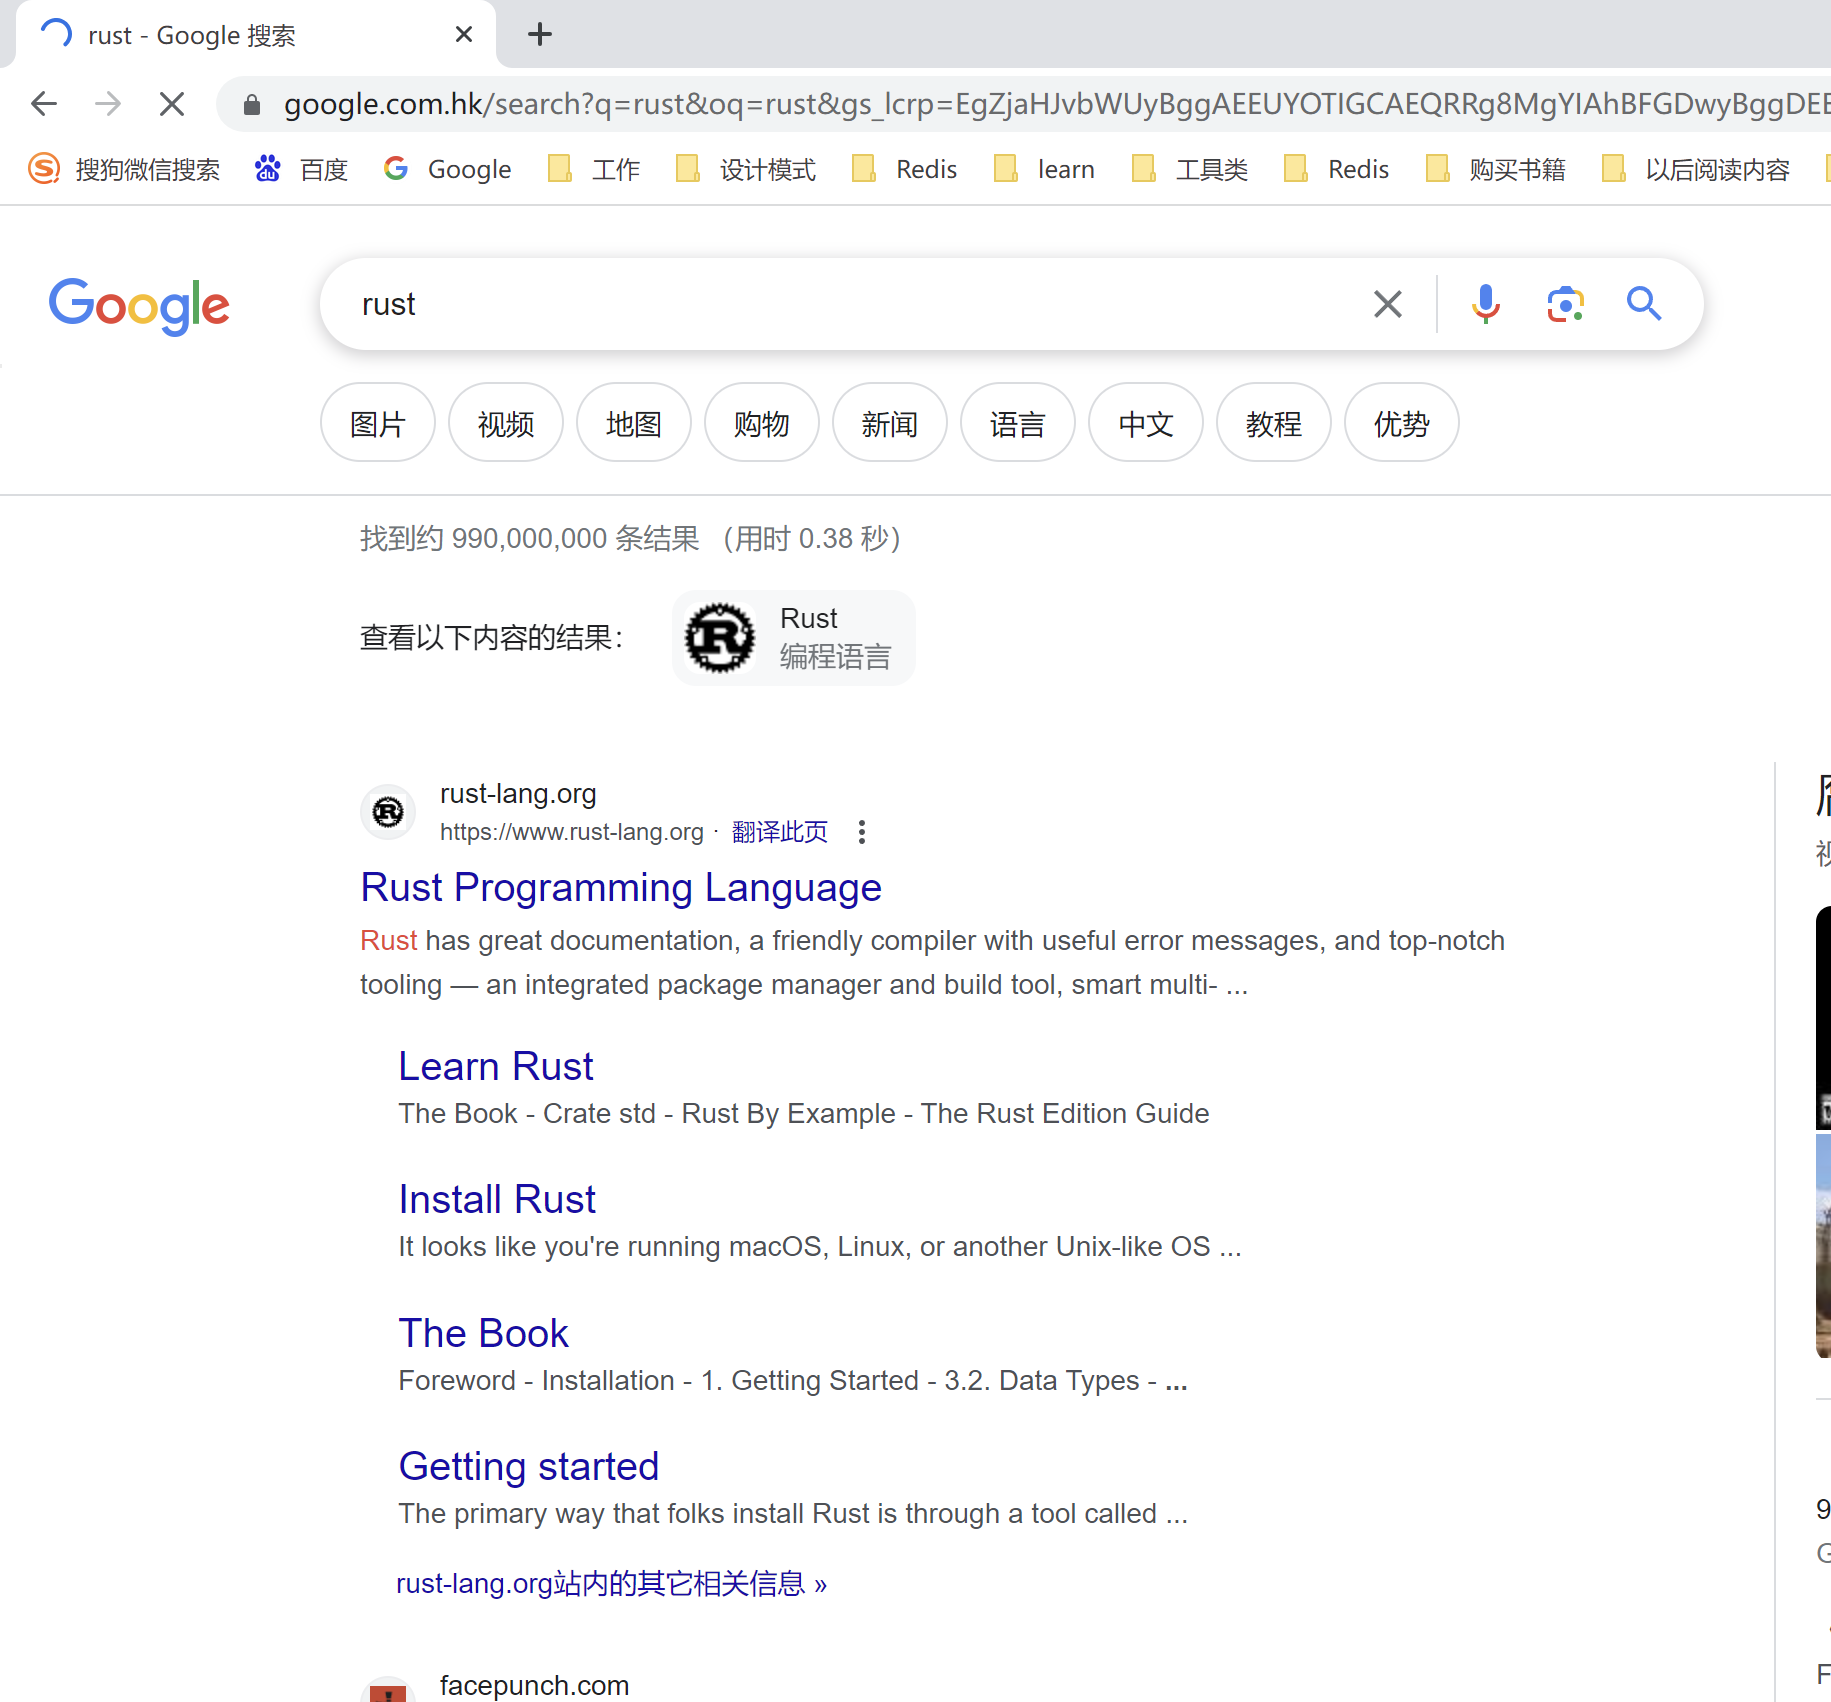 rust - Google 搜索
google.com.hk/search?q=rust&oq=rust&gs_lcrp=EgZjaHJvbWUyBggAEEUYOTIGCAEQRRg8MgYIAhBFGDwyBggDEE
搜狗微信搜索 百度 Google 工作 设计模式 Redis learn 工具类 Redis 购买书籍 以后阅读内容
Google
rust
图片 视频 地图 购物 新闻 语言 中文 教程 优势
找到约 990,000,000 条结果 （用时 0.38 秒）
查看以下内容的结果：
Rust
编程语言
rust-lang.org
https://www.rust-lang.org · 翻译此页
Rust Programming Language
Rust has great documentation, a friendly compiler with useful error messages, and top-notch
tooling — an integrated package manager and build tool, smart multi- ...
Learn Rust
The Book - Crate std - Rust By Example - The Rust Edition Guide
Install Rust
It looks like you're running macOS, Linux, or another Unix-like OS ...
The Book
Foreword - Installation - 1. Getting Started - 3.2. Data Types - ...
Getting started
The primary way that folks install Rust is through a tool called ...
rust-lang.org站内的其它相关信息 »
facepunch.com